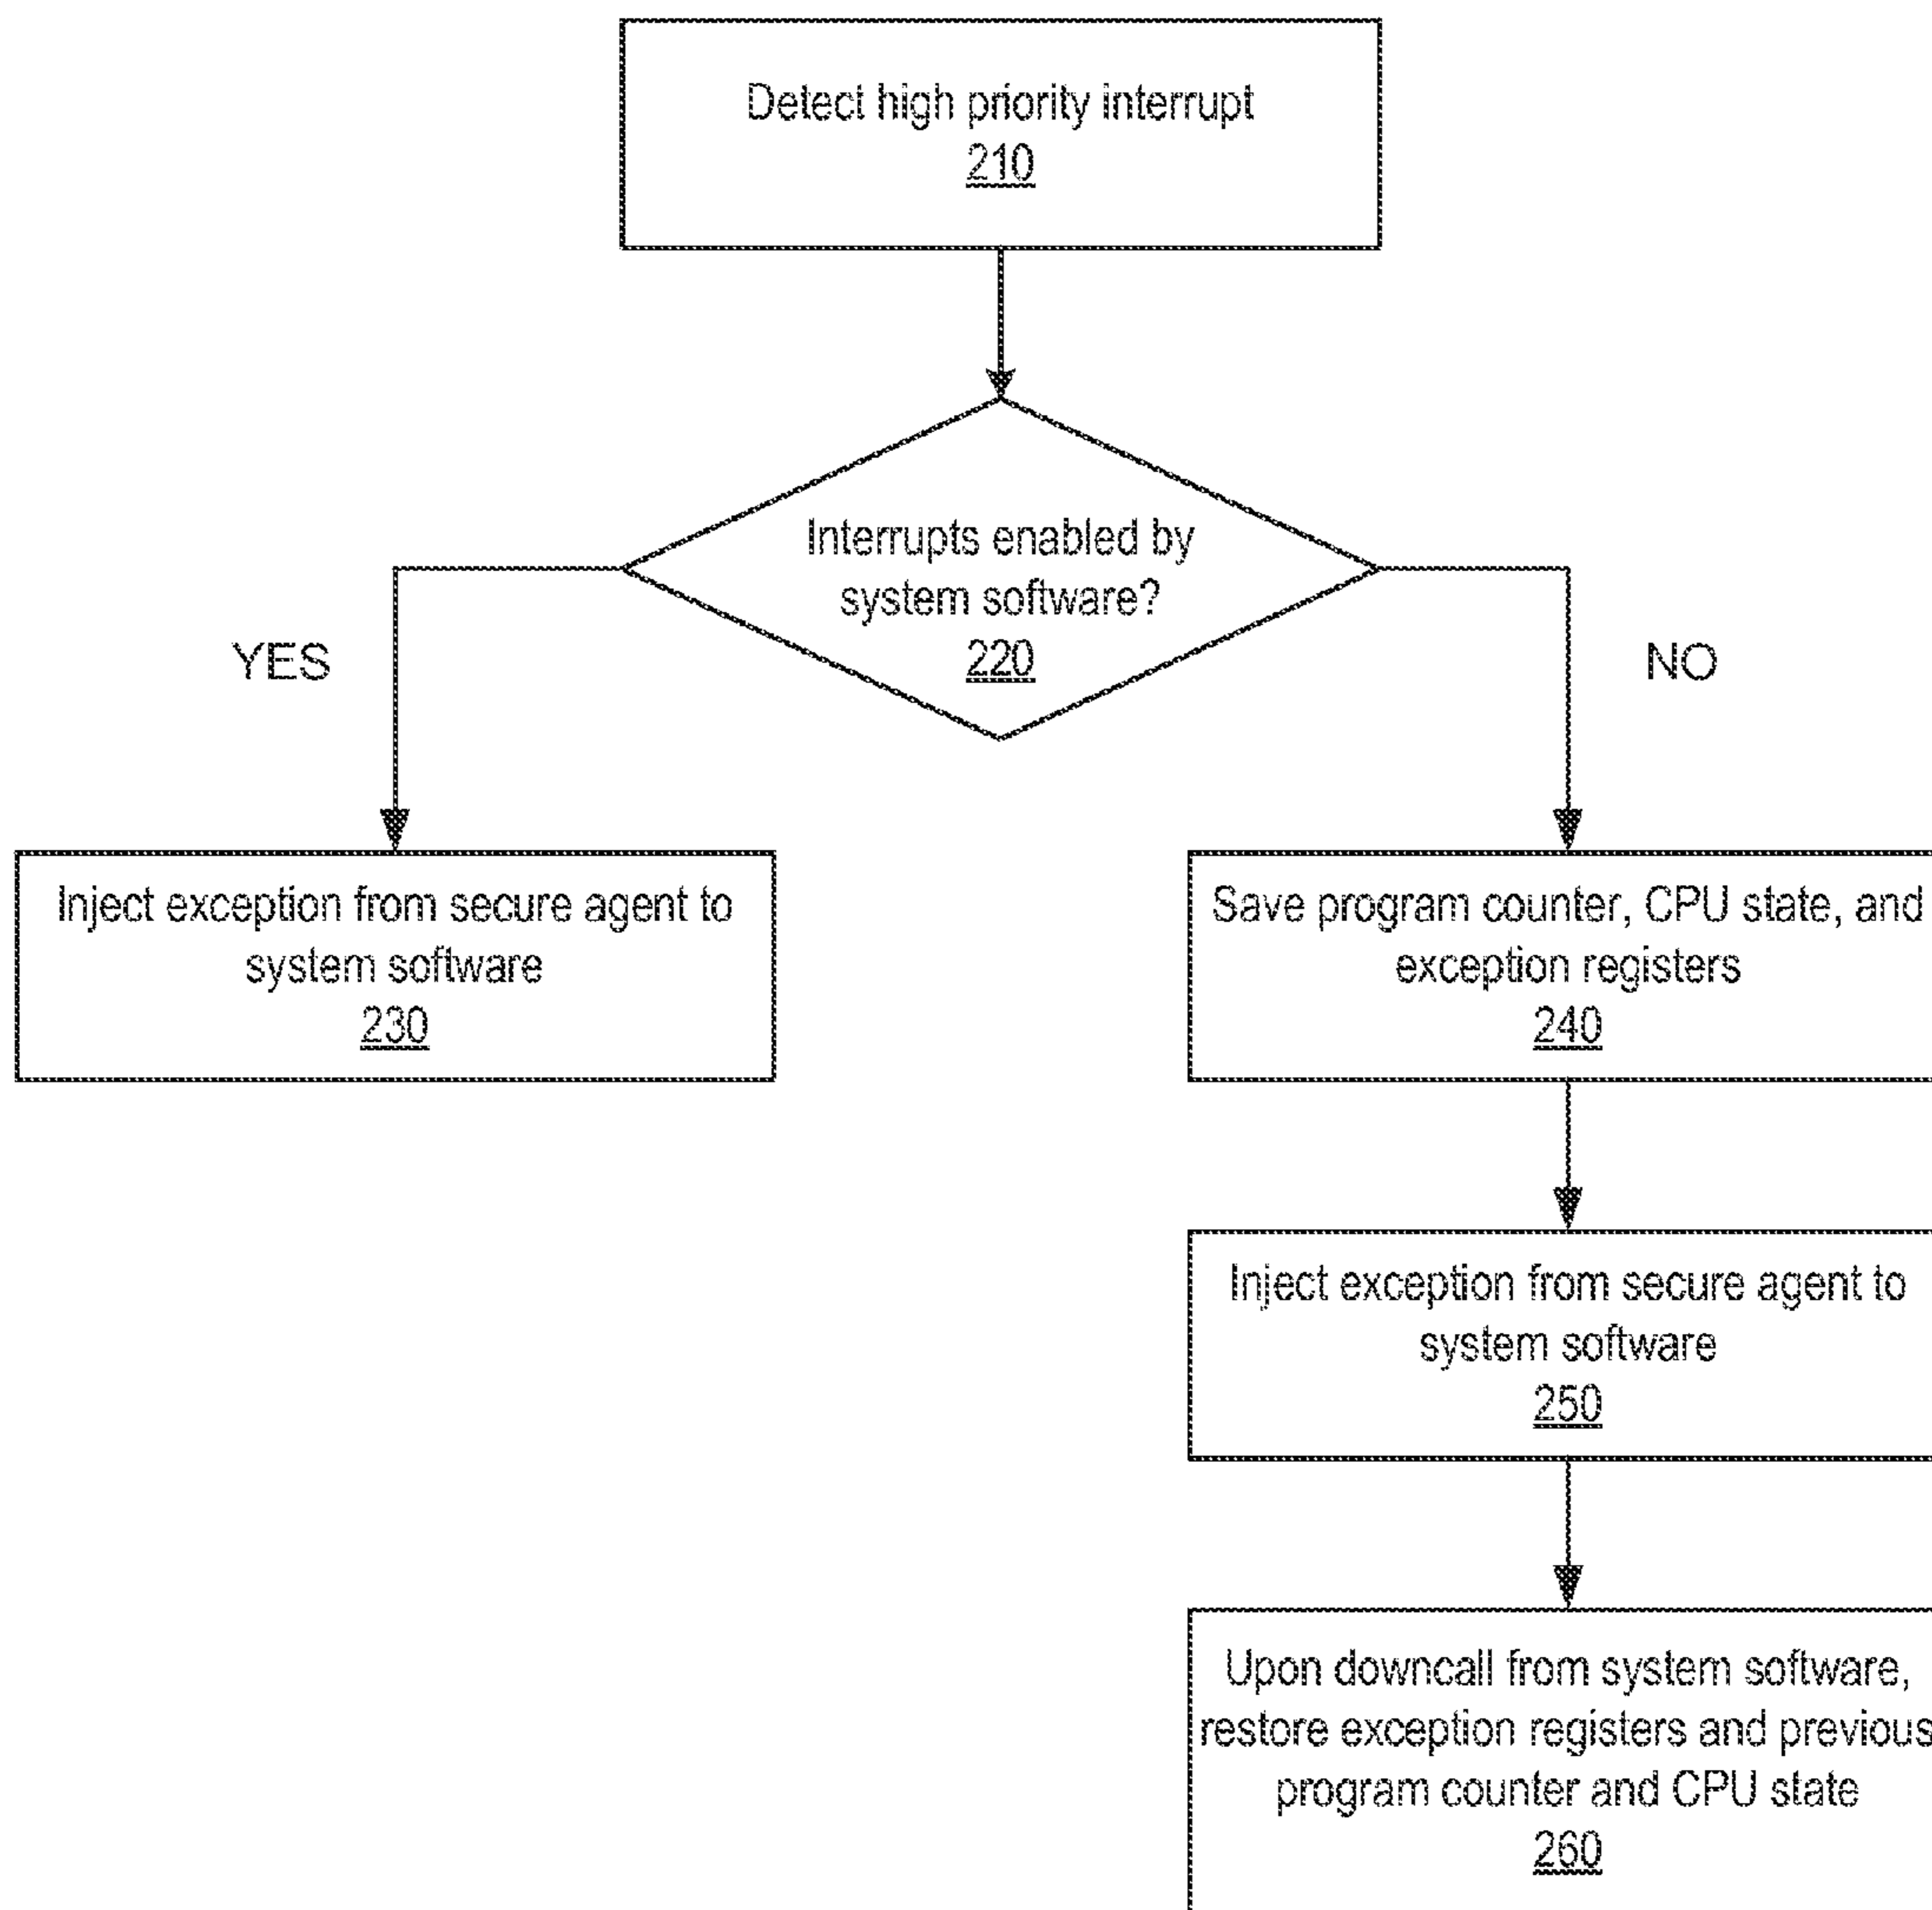 Detect high priority interrupt
210
Interrupts enabled by
system software?
220
YES
NO
Inject exception from secure agent to
system software
230
Save program counter, CPU state, and
exception registers
240
Inject exception from secure agent to
system software
250
Upon downcall from system software,
restore exception registers and previous
program counter and CPU state
260